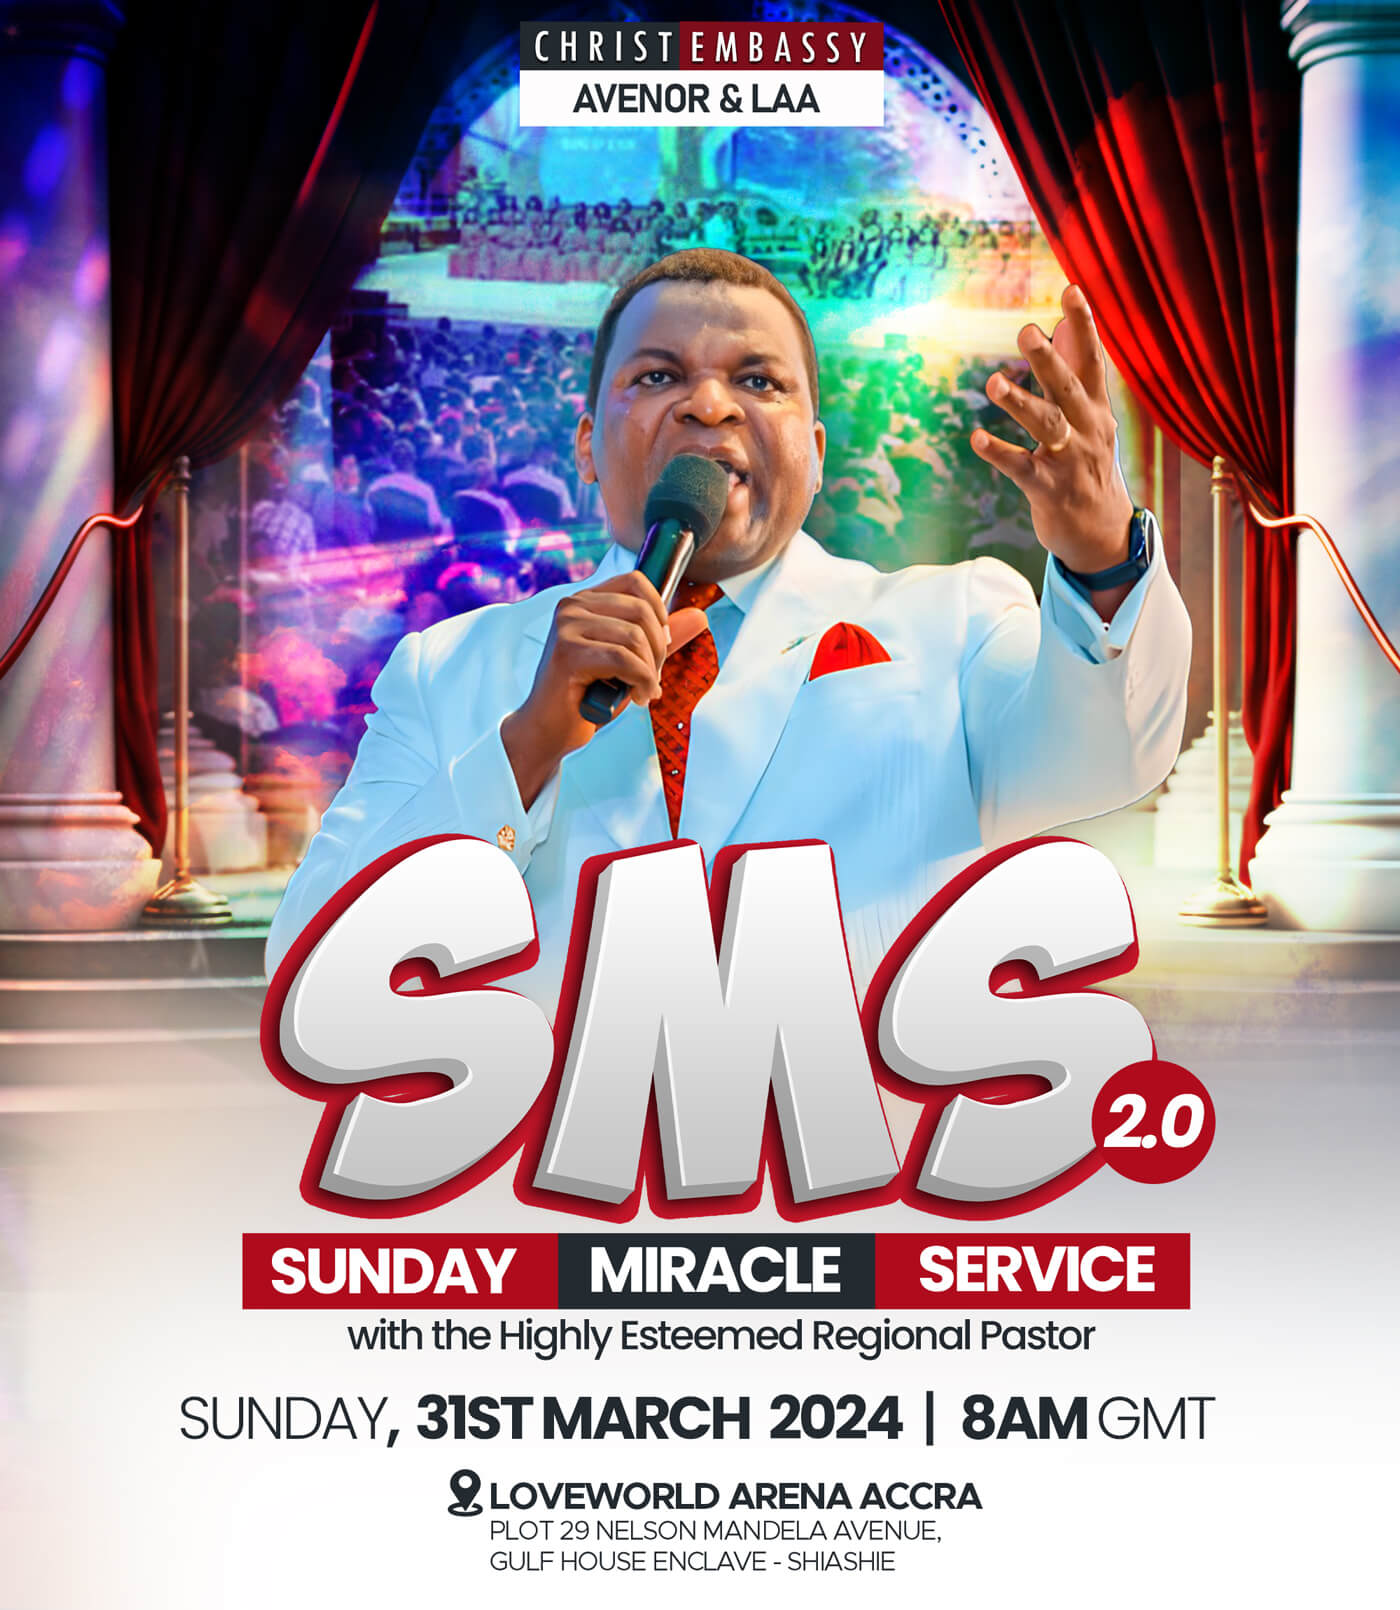 CHRIST EMBASSY
AVENOR & LAA
SMS
2.0
SUNDAY MIRACLE SERVICE
with the Highly Esteemed Regional Pastor
SUNDAY, 31ST MARCH 2024 | 8AM GMT
LOVEWORLD ARENA ACCRA
PLOT 29 NELSON MANDELA AVENUE,
GULF HOUSE ENCLAVE - SHIASHIE